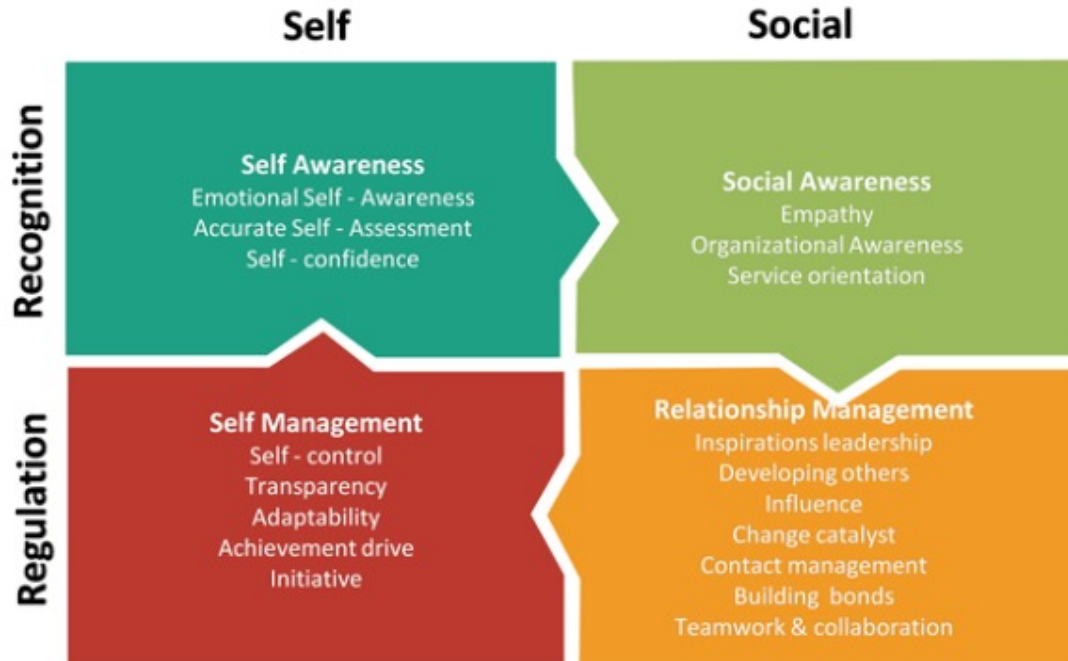 Self
Social
Recognition
Self Awareness
Emotional Self - Awareness
Accurate Self - Assessment
Self - confidence
Social Awareness
Empathy
Organizational Awareness
Service orientation
Regulation
Self Management
Self - control
Transparency
Adaptability
Achievement drive
Initiative
Relationship Management
Inspirations leadership
Developing others
Influence
Change catalyst
Contact management
Building bonds
Teamwork & collaboration